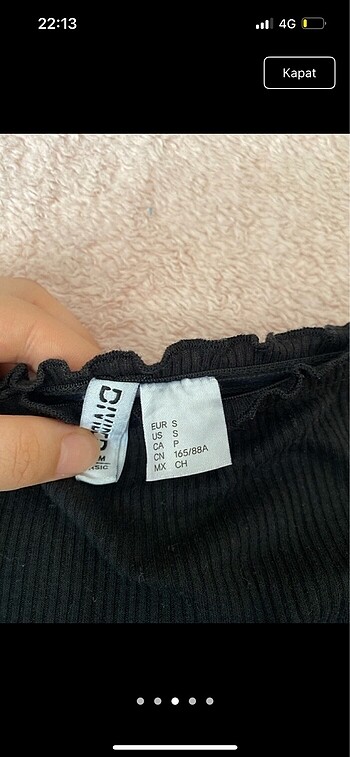 22:13
4G
Kapat
DIVIDED
EUR S
US S
CA P
CN 165/88A
MX CH